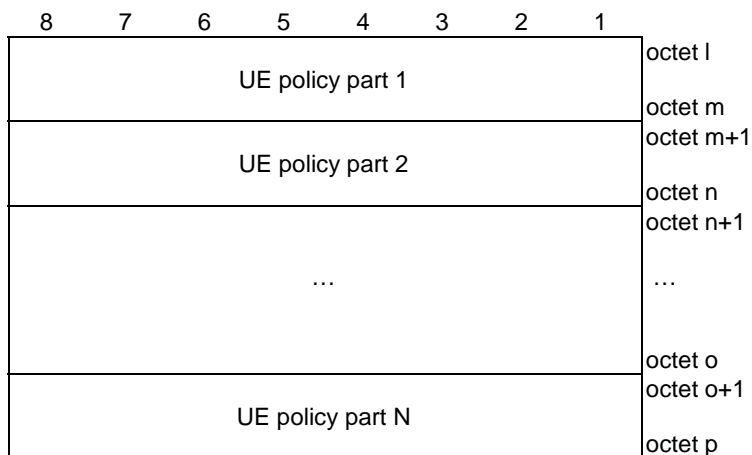 8 7 6 5 4 3 2 1
octet l
UE policy part 1
octet m
octet m+1
UE policy part 2
octet n
octet n+1
… …
octet o
octet o+1
UE policy part N
octet p